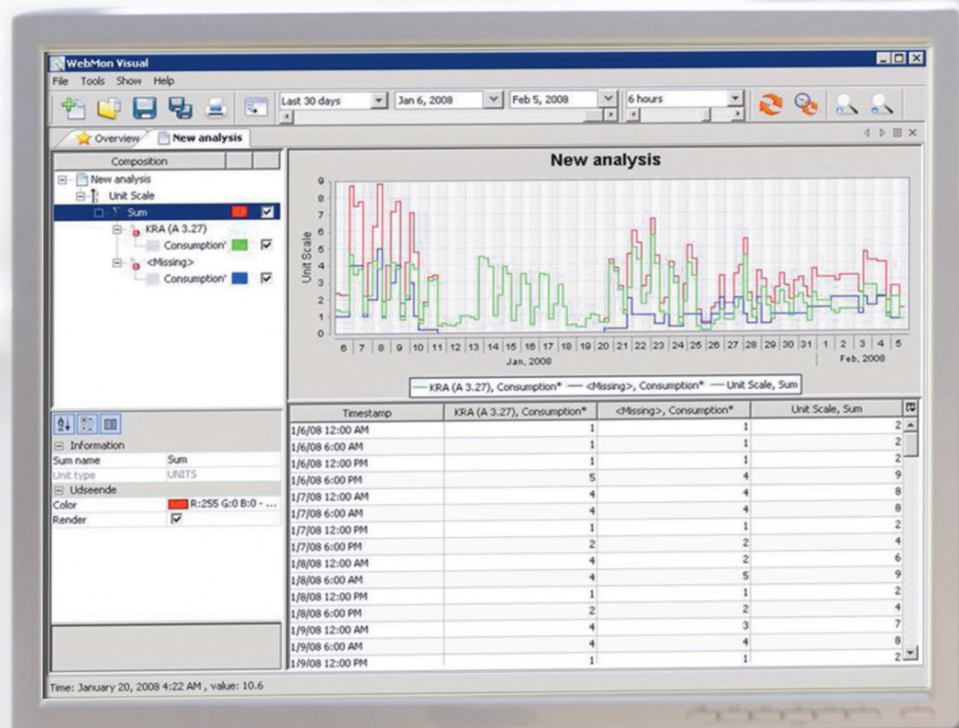 WebMon Visual
File Tools Show Help
Last 30 days Jan 6, 2008 Feb 5, 2008 6 hours
Overview New analysis
Composition
New analysis
Unit Scale
Sum
KRA (A 3.27)
Consumption*
<Missing>
Consumption*
New analysis
Unit Scale
9
8
7
6
5
4
3
2
1
0
6 7 8 9 10 11 12 13 14 15 16 17 18 19 20 21 22 23 24 25 26 27 28 29 30 31 1 2 3 4 5
Jan, 2008 Feb, 2008
KRA (A 3.27), Consumption* <Missing>, Consumption* Unit Scale, Sum
Information
Sum name Sum
Unit type UNITS
Udseende
Color R:255 G:0 B:0 - ...
Render
Timestamp KRA (A 3.27), Consumption* <Missing>, Consumption* Unit Scale, Sum
1/6/08 12:00 AM 1 1 2
1/6/08 6:00 AM 1 1 2
1/6/08 12:00 PM 1 1 2
1/6/08 6:00 PM 5 4 9
1/7/08 12:00 AM 4 4 8
1/7/08 6:00 AM 4 4 8
1/7/08 12:00 PM 1 1 2
1/7/08 6:00 PM 2 2 4
1/8/08 12:00 AM 4 2 6
1/8/08 6:00 AM 4 5 9
1/8/08 12:00 PM 1 1 2
1/8/08 6:00 PM 2 2 4
1/9/08 12:00 AM 4 3 7
1/9/08 6:00 AM 4 4 8
1/9/08 12:00 PM 1 1 2
Time: January 20, 2008 4:22 AM , value: 10.6